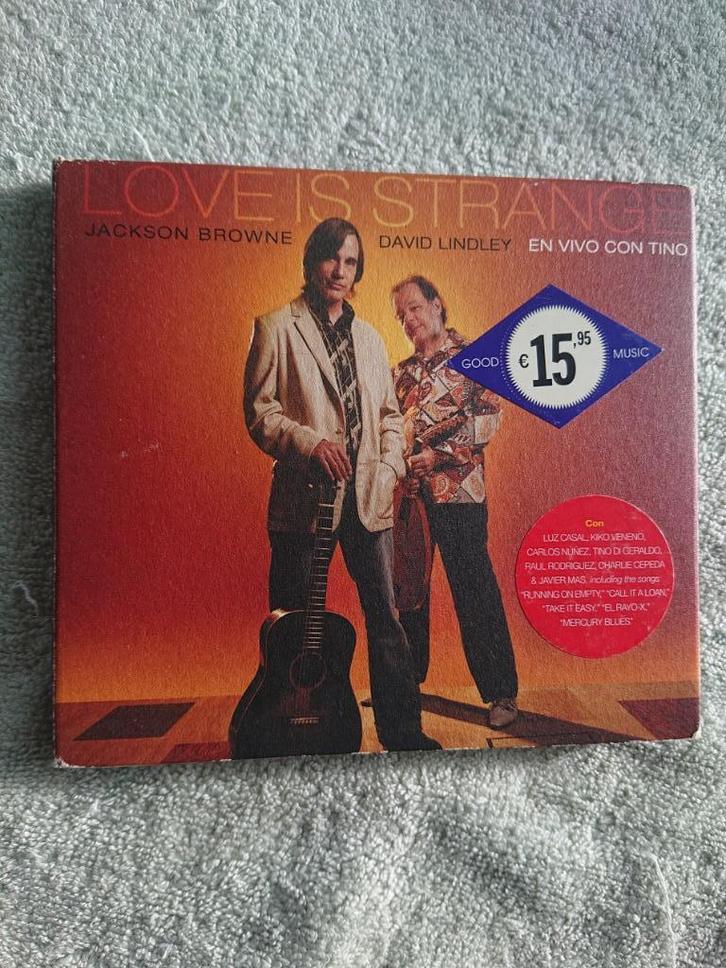 LOVE IS STRANGE
JACKSON BROWNE
DAVID LINDLEY
EN VIVO CON TINO
GOOD
€15,95
MUSIC
Con
LUZ CASAL, KIKO VENENO,
CARLOS NUÑEZ, TINO DI GERALDO,
RAUL RODRIGUEZ, CHARLIE CEPEDA
& JAVIER MAS, including the songs
"RUNNING ON EMPTY," "CALL IT A LOAN,"
"TAKE IT EASY," "EL RAYO-X,"
"MERCURY BLUES"